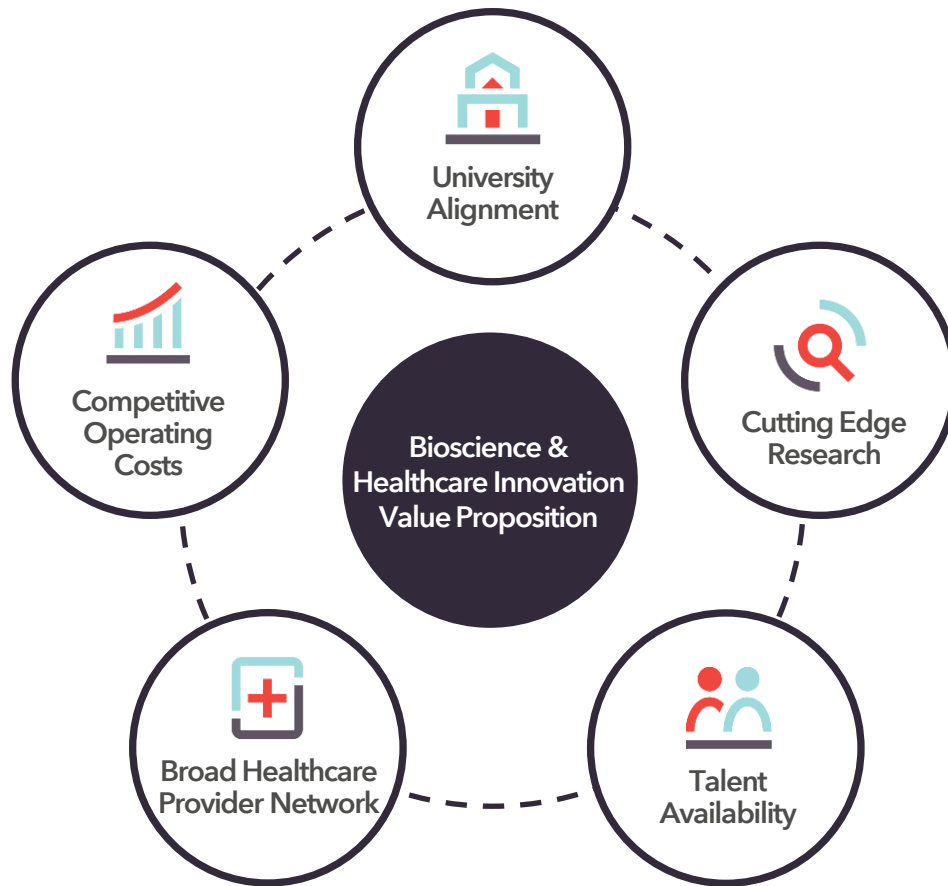 University
Alignment
Cutting Edge
Research
Talent
Availability
Broad Healthcare
Provider Network
Competitive
Operating
Costs
Bioscience &
Healthcare Innovation
Value Proposition